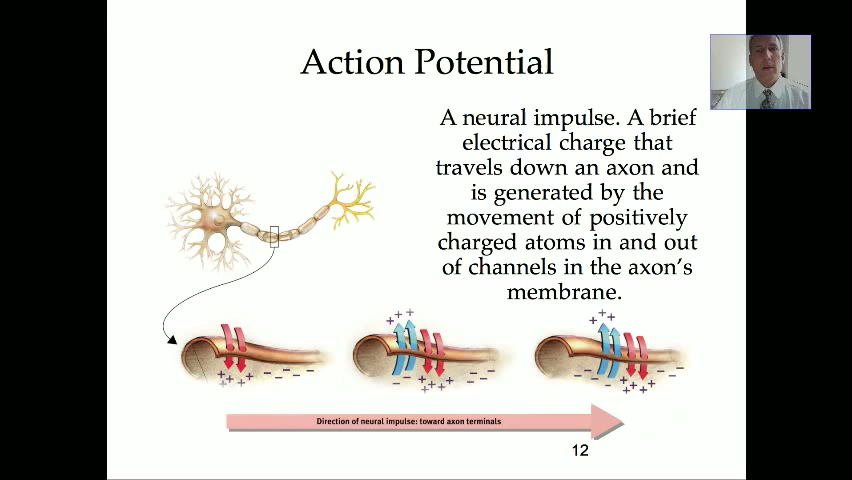 Action Potential
A neural impulse. A brief
electrical charge that
travels down an axon and
is generated by the
movement of positively
charged atoms in and out
of channels in the axon's
membrane.
Direction of neural impulse: toward axon terminals
12